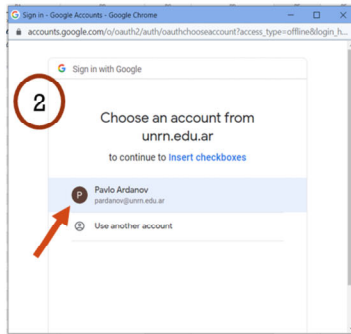 Sign in - Google Accounts - Google Chrome
accounts.google.com/o/oauth2/auth/oauthchooseaccount?access_type=offline&login_h...
Sign in with Google
2
Choose an account from
unrn.edu.ar
to continue to Insert checkboxes
P
Pavlo Ardanov
pardanov@unrn.edu.ar
Use another account